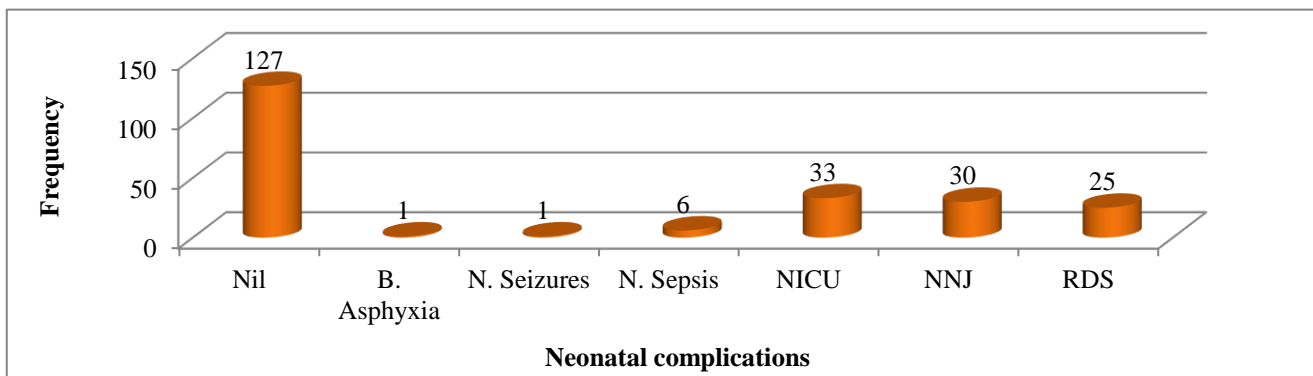 Frequency
150
100
50
0
127
1
1
6
33
30
25
Nil
B. Asphyxia
N. Seizures
N. Sepsis
NICU
NNJ
RDS
Neonatal complications